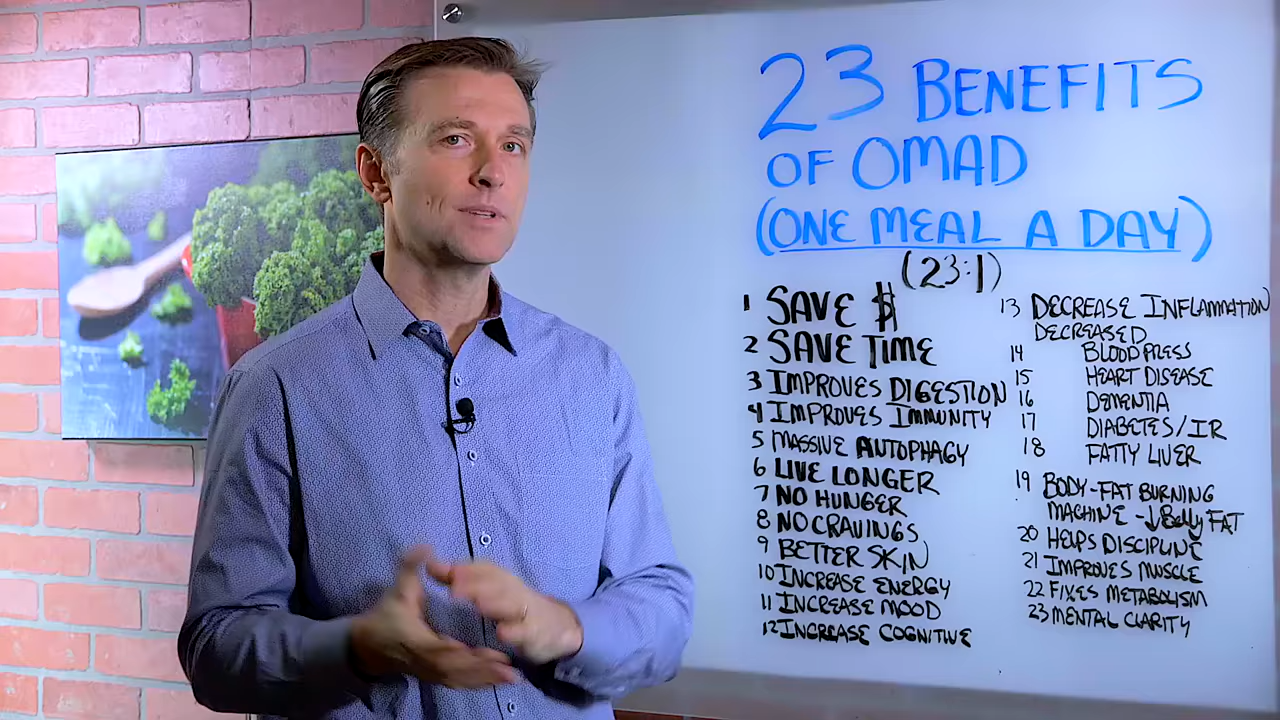 23 BENEFITS
OF OMAD
(ONE MEAL A DAY)
(23:1)
1 SAVE $
2 SAVE TIME
3 IMPROVES DIGESTION
4 IMPROVES IMMUNITY
5 MASSIVE AUTOPHAGY
6 LIVE LONGER
7 NO HUNGER
8 NO CRAVINGS
9 BETTER SKIN
10 INCREASE ENERGY
11 INCREASE MOOD
12 INCREASE COGNITIVE
13 DECREASE INFLAMMATION
DECREASED
14 BLOOD PRESS
15 HEART DISEASE
16 DEMENTIA
17 DIABETES/IR
18 FATTY LIVER
19 BODY-FAT BURNING
MACHINE - ↓ Belly FAT
20 HELPS DISCIPLINE
21 IMPROVES MUSCLE
22 FIXES METABOLISM
23 MENTAL CLARITY